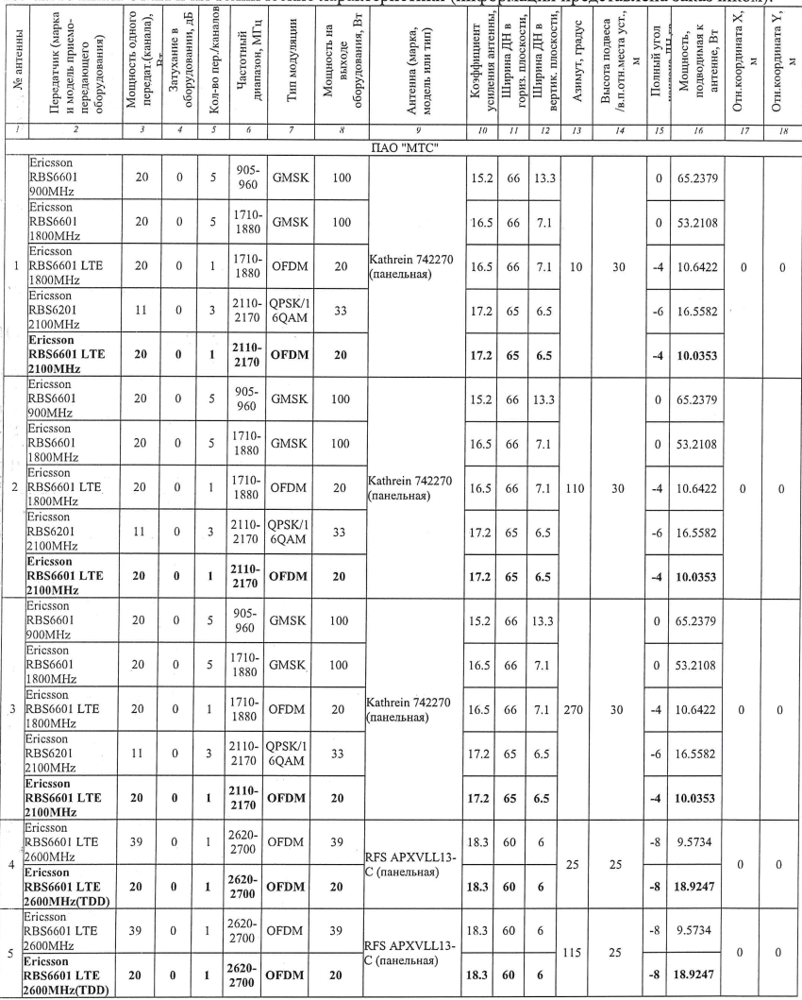 № антенны | Передатчик (марка и модель приемо-передающего оборудования) | Мощность одного передат.(канала), Вт | Затухание в оборудовании, дБ | Кол-во пер./каналов | Частотный диапазон, МГц | Тип модуляции | Мощность на выходе оборудования, Вт | Антенна (марка, модель или тип) | Коэффициент усиления антенны, | Ширина ДН в гориз. плоскости, | Ширина ДН в вертик. плоскости, | Азимут, градус | Высота подвеса /в.п.отн.места уст., м | Полный угол | Мощность, подводимая к антенне, Вт | Отн.координата X, м | Отн.координата Y, м
1 | 2 | 3 | 4 | 5 | 6 | 7 | 8 | 9 | 10 | 11 | 12 | 13 | 14 | 15 | 16 | 17 | 18
ПАО "МТС"
1 | Ericsson RBS6601 900MHz | 20 | 0 | 5 | 905-960 | GMSK | 100 | Kathrein 742270 (панельная) | 15.2 | 66 | 13.3 | 10 | 30 | 0 | 65.2379 | 0 | 0
Ericsson RBS6601 1800MHz | 20 | 0 | 5 | 1710-1880 | GMSK | 100 | 16.5 | 66 | 7.1 | 0 | 53.2108
Ericsson RBS6601 LTE 1800MHz | 20 | 0 | 1 | 1710-1880 | OFDM | 20 | 16.5 | 66 | 7.1 | -4 | 10.6422
Ericsson RBS6201 2100MHz | 11 | 0 | 3 | 2110-2170 | QPSK/16QAM | 33 | 17.2 | 65 | 6.5 | -6 | 16.5582
Ericsson RBS6601 LTE 2100MHz | 20 | 0 | 1 | 2110-2170 | OFDM | 20 | 17.2 | 65 | 6.5 | -4 | 10.0353
2 | Ericsson RBS6601 900MHz | 20 | 0 | 5 | 905-960 | GMSK | 100 | Kathrein 742270 (панельная) | 15.2 | 66 | 13.3 | 110 | 30 | 0 | 65.2379 | 0 | 0
Ericsson RBS6601 1800MHz | 20 | 0 | 5 | 1710-1880 | GMSK | 100 | 16.5 | 66 | 7.1 | 0 | 53.2108
Ericsson RBS6601 LTE 1800MHz | 20 | 0 | 1 | 1710-1880 | OFDM | 20 | 16.5 | 66 | 7.1 | -4 | 10.6422
Ericsson RBS6201 2100MHz | 11 | 0 | 3 | 2110-2170 | QPSK/16QAM | 33 | 17.2 | 65 | 6.5 | -6 | 16.5582
Ericsson RBS6601 LTE 2100MHz | 20 | 0 | 1 | 2110-2170 | OFDM | 20 | 17.2 | 65 | 6.5 | -4 | 10.0353
3 | Ericsson RBS6601 900MHz | 20 | 0 | 5 | 905-960 | GMSK | 100 | Kathrein 742270 (панельная) | 15.2 | 66 | 13.3 | 270 | 30 | 0 | 65.2379 | 0 | 0
Ericsson RBS6601 1800MHz | 20 | 0 | 5 | 1710-1880 | GMSK | 100 | 16.5 | 66 | 7.1 | 0 | 53.2108
Ericsson RBS6601 LTE 1800MHz | 20 | 0 | 1 | 1710-1880 | OFDM | 20 | 16.5 | 66 | 7.1 | -4 | 10.6422
Ericsson RBS6201 2100MHz | 11 | 0 | 3 | 2110-2170 | QPSK/16QAM | 33 | 17.2 | 65 | 6.5 | -6 | 16.5582
Ericsson RBS6601 LTE 2100MHz | 20 | 0 | 1 | 2110-2170 | OFDM | 20 | 17.2 | 65 | 6.5 | -4 | 10.0353
4 | Ericsson RBS6601 LTE 2600MHz | 39 | 0 | 1 | 2620-2700 | OFDM | 39 | RFS APXVLL13-C (панельная) | 18.3 | 60 | 6 | 25 | 25 | -8 | 9.5734 | 0 | 0
Ericsson RBS6601 LTE 2600MHz(TDD) | 20 | 0 | 1 | 2620-2700 | OFDM | 20 | 18.3 | 60 | 6 | -8 | 18.9247
5 | Ericsson RBS6601 LTE 2600MHz | 39 | 0 | 1 | 2620-2700 | OFDM | 39 | RFS APXVLL13-C (панельная) | 18.3 | 60 | 6 | 115 | 25 | -8 | 9.5734 | 0 | 0
Ericsson RBS6601 LTE 2600MHz(TDD) | 20 | 0 | 1 | 2620-2700 | OFDM | 20 | 18.3 | 60 | 6 | -8 | 18.9247